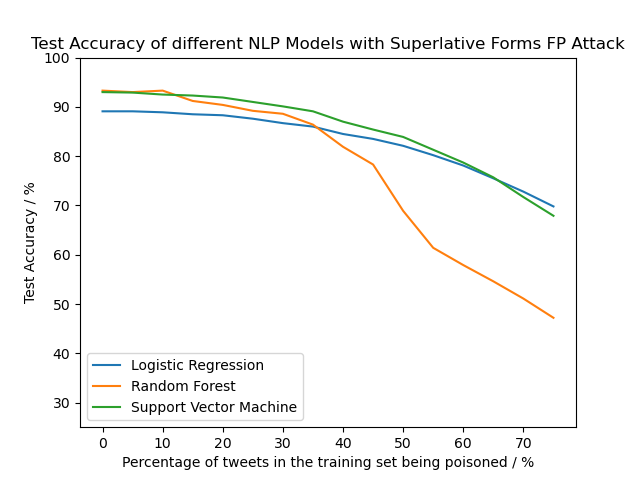 Test Accuracy of different NLP Models with Superlative Forms FP Attack
100
90
80
70
60
50
40
30
Test Accuracy / %
Logistic Regression
Random Forest
Support Vector Machine
0 10 20 30 40 50 60 70
Percentage of tweets in the training set being poisoned / %